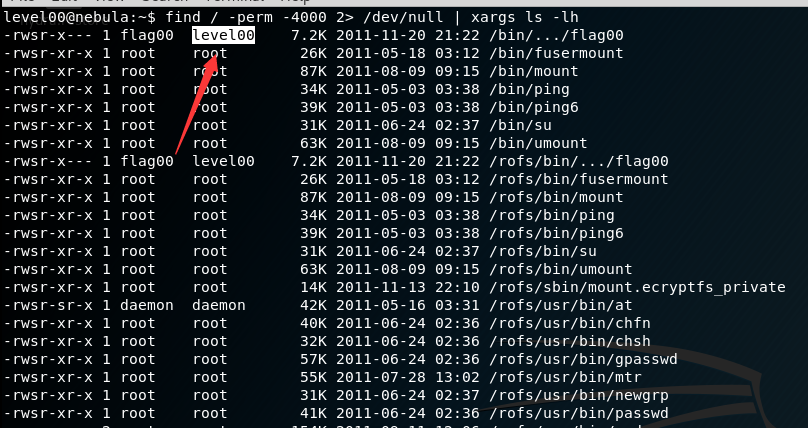 level00@nebula:~$ find / -perm -4000 2> /dev/null | xargs ls -lh
-rwsr-x--- 1 flag00  level00    7.2K 2011-11-20 21:22 /bin/.../flag00
-rwsr-xr-x 1 root    root        26K 2011-05-18 03:12 /bin/fusermount
-rwsr-xr-x 1 root    root        87K 2011-08-09 09:15 /bin/mount
-rwsr-xr-x 1 root    root        34K 2011-05-03 03:38 /bin/ping
-rwsr-xr-x 1 root    root        39K 2011-05-03 03:38 /bin/ping6
-rwsr-xr-x 1 root    root        31K 2011-06-24 02:37 /bin/su
-rwsr-xr-x 1 root    root        63K 2011-08-09 09:15 /bin/umount
-rwsr-x--- 1 flag00  level00    7.2K 2011-11-20 21:22 /rofs/bin/.../flag00
-rwsr-xr-x 1 root    root        26K 2011-05-18 03:12 /rofs/bin/fusermount
-rwsr-xr-x 1 root    root        87K 2011-08-09 09:15 /rofs/bin/mount
-rwsr-xr-x 1 root    root        34K 2011-05-03 03:38 /rofs/bin/ping
-rwsr-xr-x 1 root    root        39K 2011-05-03 03:38 /rofs/bin/ping6
-rwsr-xr-x 1 root    root        31K 2011-06-24 02:37 /rofs/bin/su
-rwsr-xr-x 1 root    root        63K 2011-08-09 09:15 /rofs/bin/umount
-rwsr-xr-x 1 root    root        14K 2011-11-13 22:10 /rofs/sbin/mount.ecryptfs_private
-rwsr-sr-x 1 daemon  daemon      42K 2011-05-16 03:31 /rofs/usr/bin/at
-rwsr-xr-x 1 root    root        40K 2011-06-24 02:36 /rofs/usr/bin/chfn
-rwsr-xr-x 1 root    root        32K 2011-06-24 02:36 /rofs/usr/bin/chsh
-rwsr-xr-x 1 root    root        57K 2011-06-24 02:36 /rofs/usr/bin/gpasswd
-rwsr-xr-x 1 root    root        55K 2011-07-28 13:02 /rofs/usr/bin/mtr
-rwsr-xr-x 1 root    root        31K 2011-06-24 02:37 /rofs/usr/bin/newgrp
-rwsr-xr-x 1 root    root        41K 2011-06-24 02:36 /rofs/usr/bin/passwd